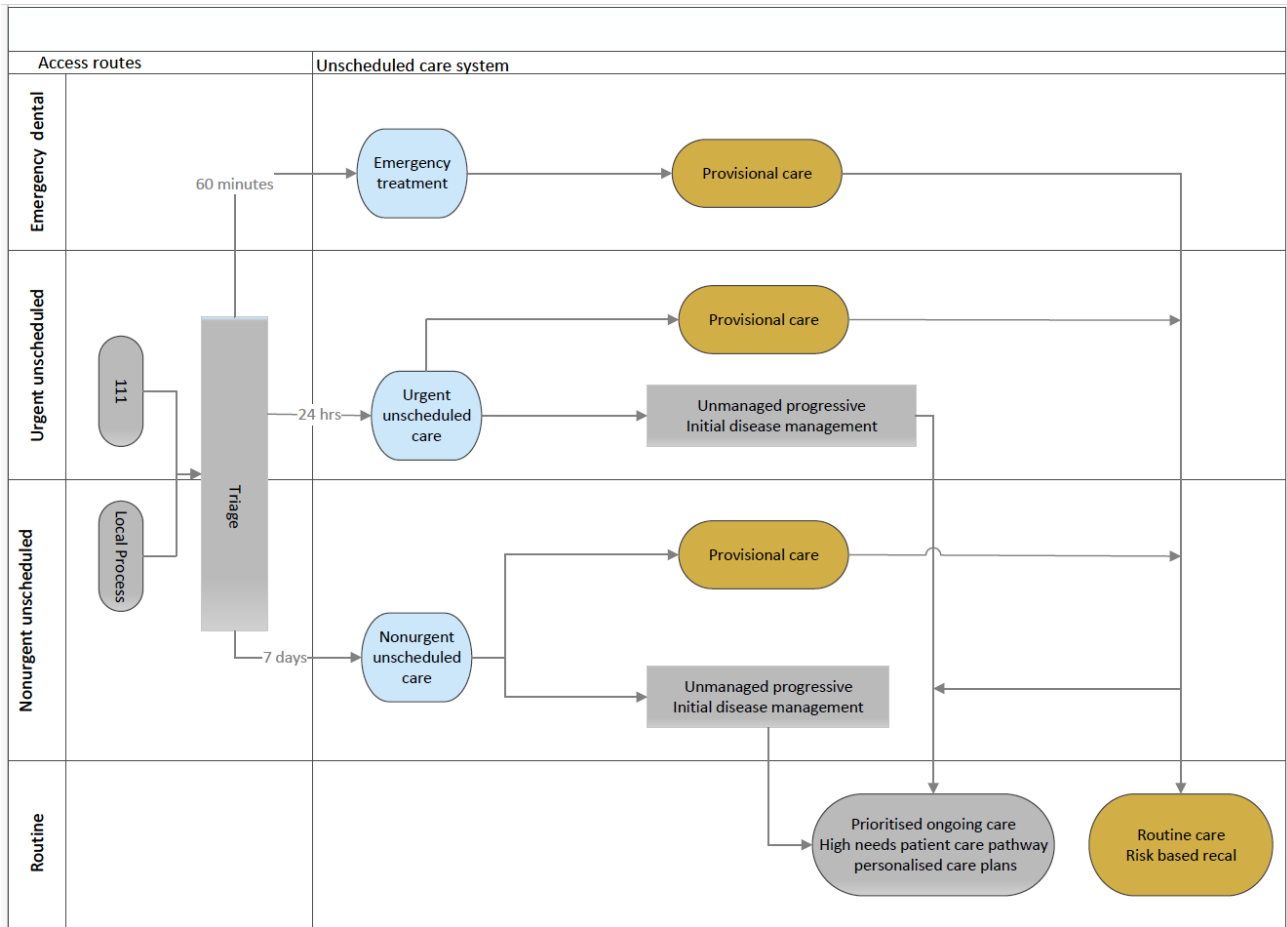 Access routes
Unscheduled care system
Emergency dental
60 minutes
Emergency
treatment
Provisional care
Urgent unscheduled
111
Triage
24 hrs
Urgent
unscheduled
care
Provisional care
Unmanaged progressive
Initial disease management
Nonurgent unscheduled
Local Process
7 days
Nonurgent
unscheduled
care
Provisional care
Unmanaged progressive
Initial disease management
Routine
Prioritised ongoing care
High needs patient care pathway
personalised care plans
Routine care
Risk based recal